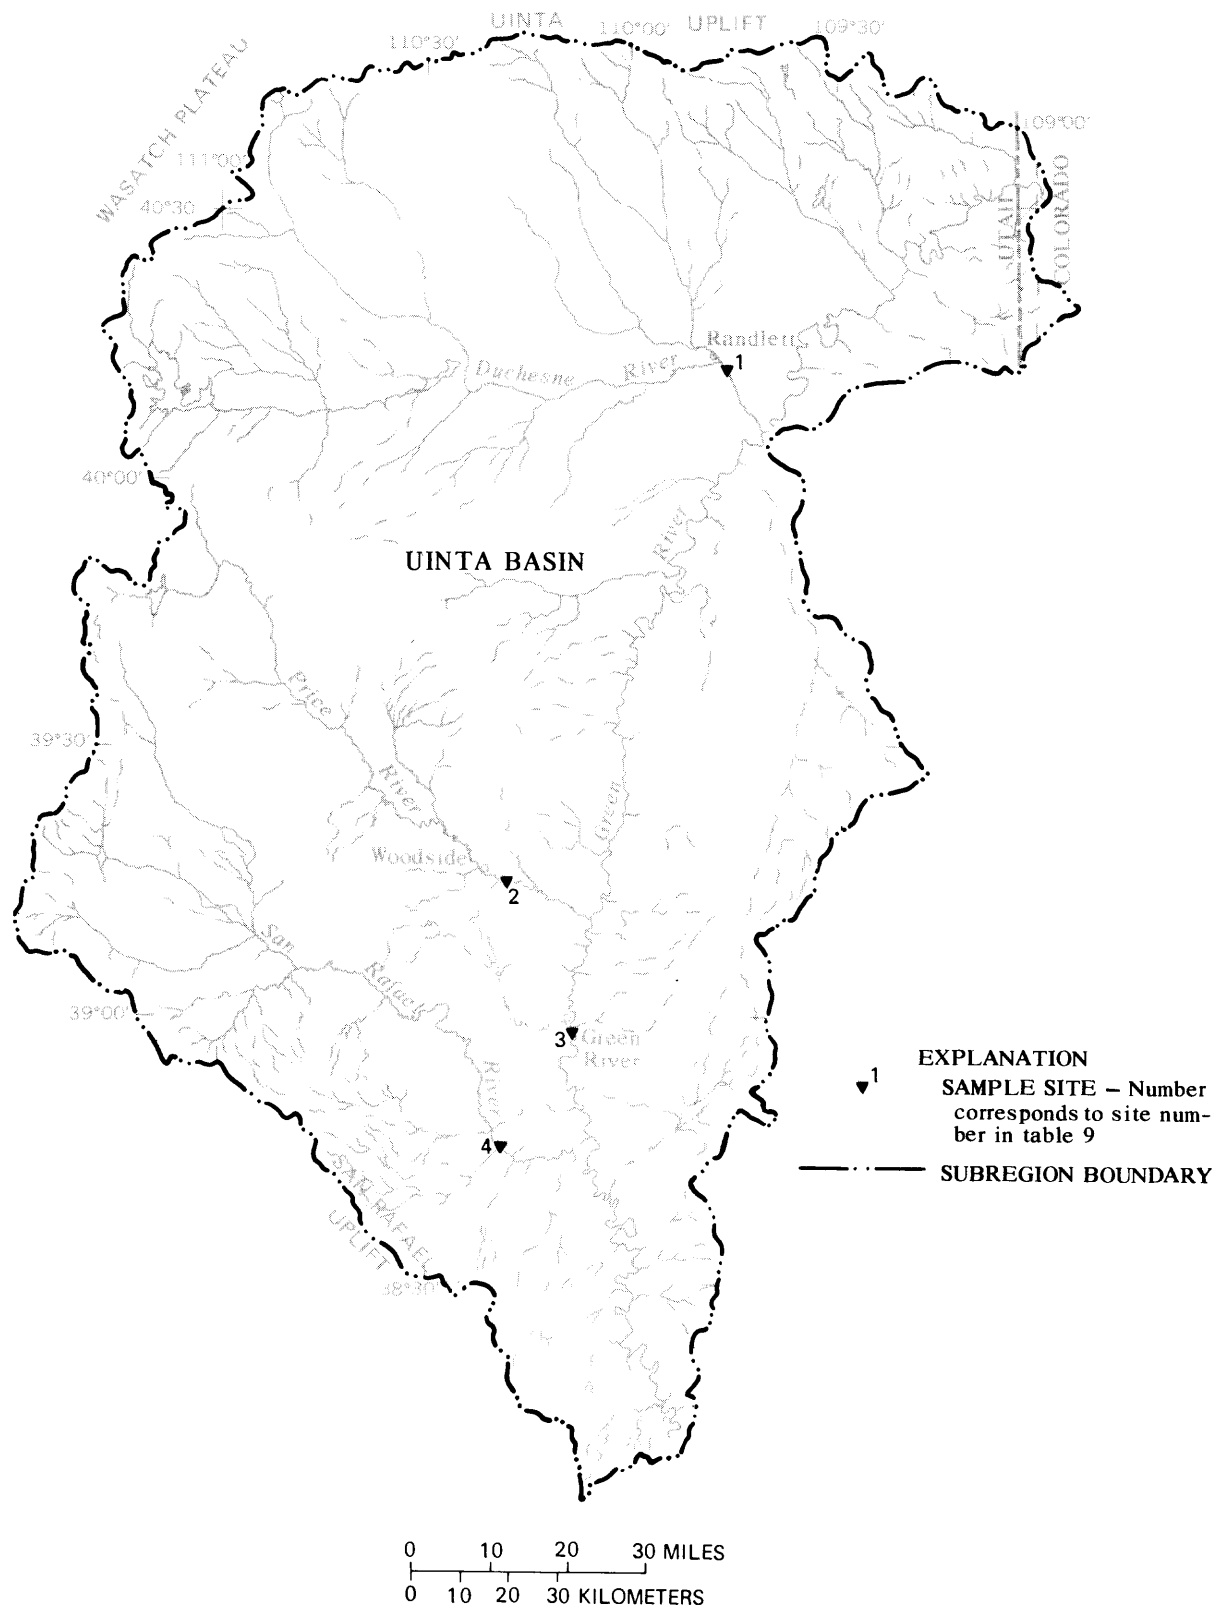 UINTA
110°00'
UPLIFT
109°30'
110°30'
WASATCH PLATEAU
109°00'
111°00'
40°30
UTAH
COLORADO
Randlett
1
Duchesne River
40°00'
River
UINTA BASIN
Price
39°30'
River
Green
Woodside
2
San
Rafael
39°00'
3
Green
River
River
4
SAN RAFAEL
UPLIFT
38°30'
EXPLANATION
1
SAMPLE SITE – Number
corresponds to site num-
ber in table 9
SUBREGION BOUNDARY
0 10 20 30 MILES
0 10 20 30 KILOMETERS